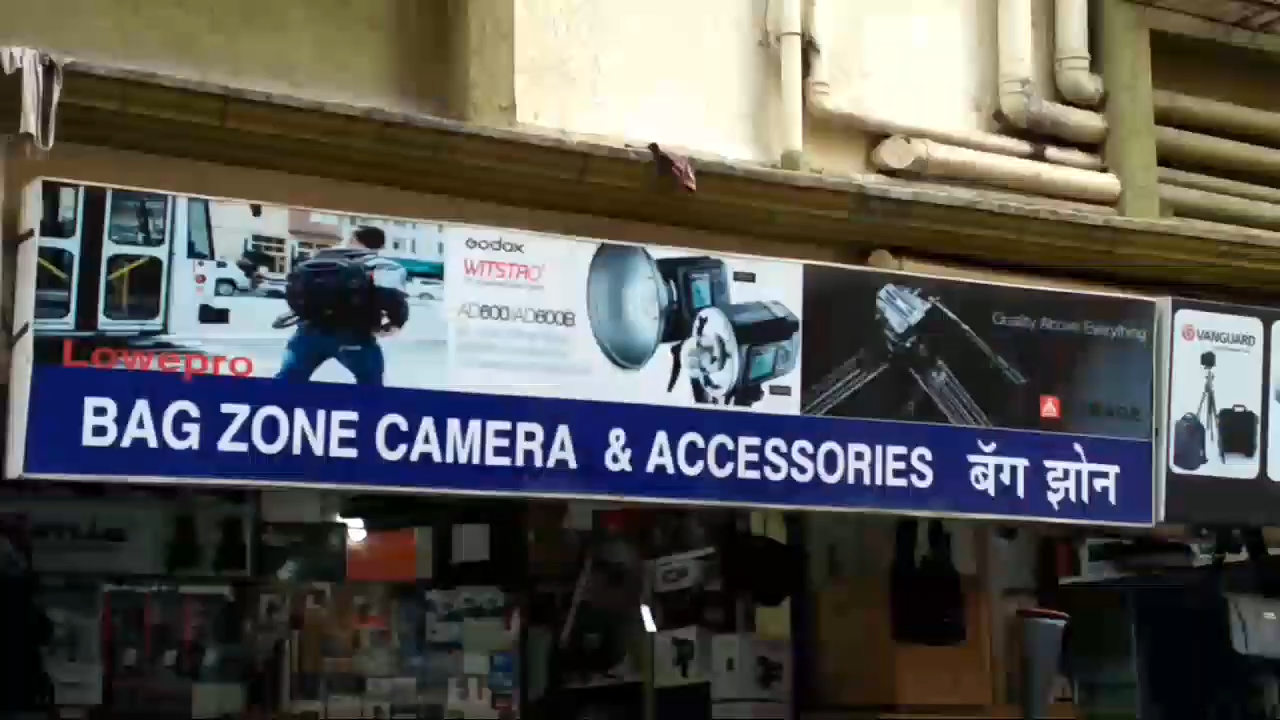 Lowepro
Godox
WITSTRO
AD600/AD600B
Quality Above Everything
VANGUARD
BAG ZONE CAMERA & ACCESSORIES बॅग झोन